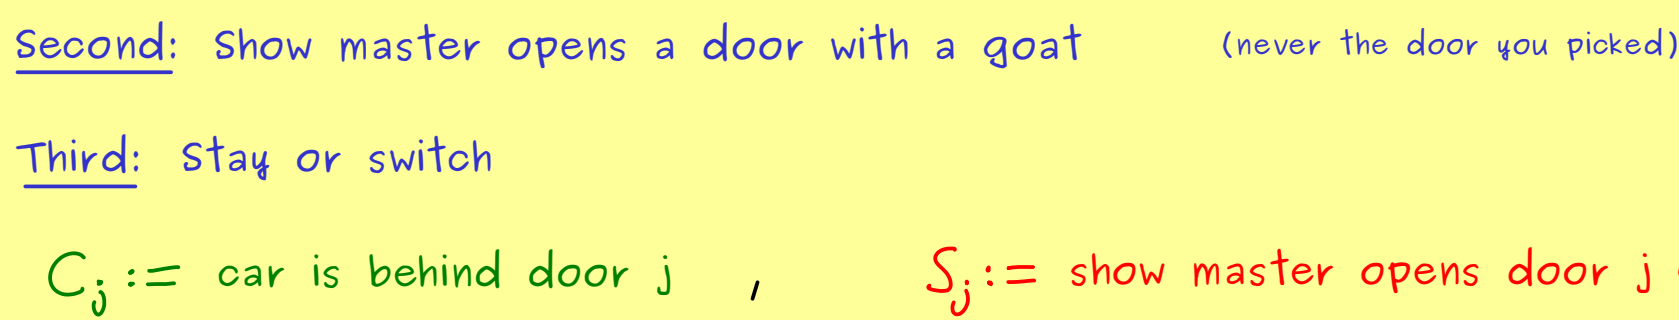 Second: Show master opens a door with a goat (never the door you picked)
Third: Stay or switch
Cj := car is behind door j , Sj := show master opens door j